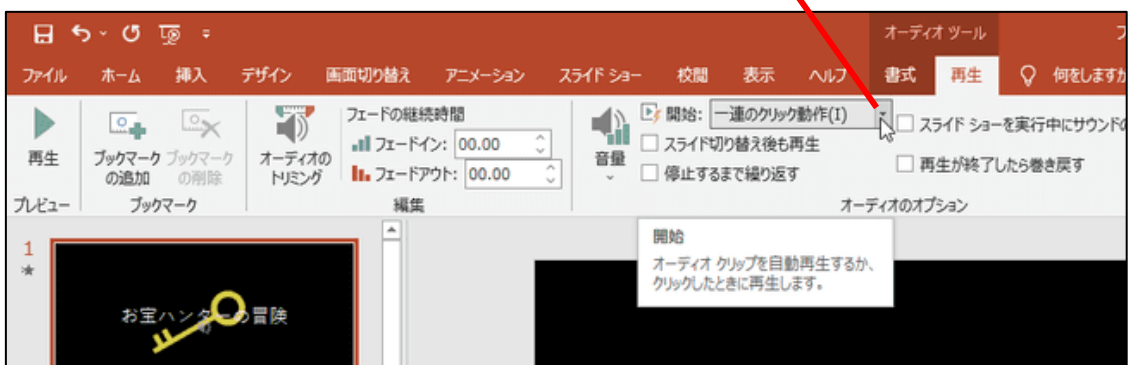 オーディオ ツール
ファイル ホーム 挿入 デザイン 画面切り替え アニメーション スライド ショー 校閲 表示 ヘルプ 書式 再生 何をしますか
再生
プレビュー
ブックマークの追加
ブックマークの削除
ブックマーク
オーディオのトリミング
フェードの継続時間
フェードイン: 00.00
フェードアウト: 00.00
編集
音量
開始: 一連のクリック動作(I)
スライド切り替え後も再生
停止するまで繰り返す
スライド ショーを実行中にサウンドの
再生が終了したら巻き戻す
オーディオのオプション
開始
オーディオ クリップを自動再生するか、
クリックしたときに再生します。
1
お宝ハンターの冒険